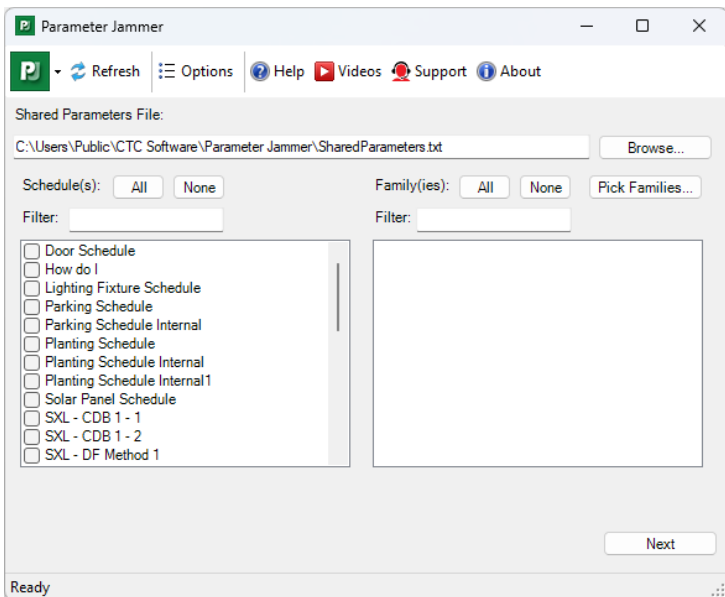 PJ Parameter Jammer
PJ Refresh Options Help Videos Support About
Shared Parameters File:
C:\Users\Public\CTC Software\Parameter Jammer\SharedParameters.txt Browse...
Schedule(s): All None Family(ies): All None Pick Families...
Filter: Filter:
Door Schedule
How do I
Lighting Fixture Schedule
Parking Schedule
Parking Schedule Internal
Planting Schedule
Planting Schedule Internal
Planting Schedule Internal1
Solar Panel Schedule
SXL - CDB 1 - 1
SXL - CDB 1 - 2
SXL - DF Method 1
Next
Ready